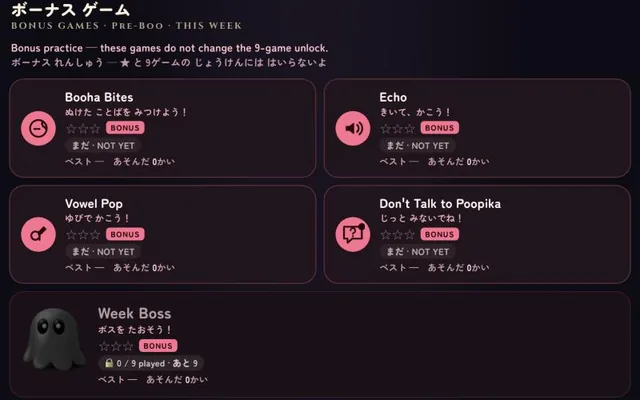 ボーナス ゲーム
BONUS GAMES · PRE-BOO · THIS WEEK
Bonus practice — these games do not change the 9-game unlock.
ボーナス れんしゅう — ★ と 9ゲームの じょうけんには はいらないよ
Booha Bites
ぬけた ことばを みつけよう！
☆☆☆ BONUS
まだ · NOT YET
ベスト — あそんだ 0かい
Echo
きいて、かこう！
☆☆☆ BONUS
まだ · NOT YET
ベスト — あそんだ 0かい
Vowel Pop
ゆびで かこう！
☆☆☆ BONUS
まだ · NOT YET
ベスト — あそんだ 0かい
Don't Talk to Poopika
じっと みないでね！
☆☆☆ BONUS
まだ · NOT YET
ベスト — あそんだ 0かい
Week Boss
ボスを たおそう！
☆☆☆ BONUS
🔒 0 / 9 played · あと 9
ベスト — あそんだ 0かい